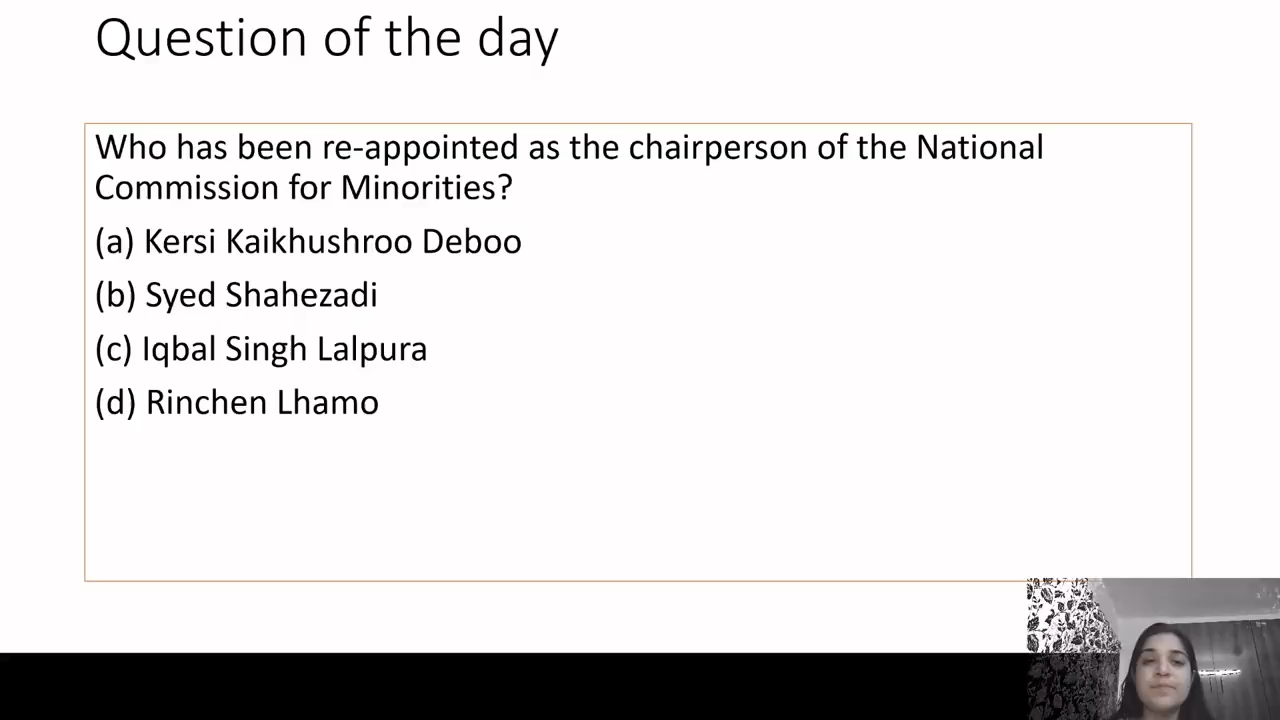 Question of the day
Who has been re-appointed as the chairperson of the National
Commission for Minorities?
(a) Kersi Kaikhushroo Deboo
(b) Syed Shahezadi
(c) Iqbal Singh Lalpura
(d) Rinchen Lhamo